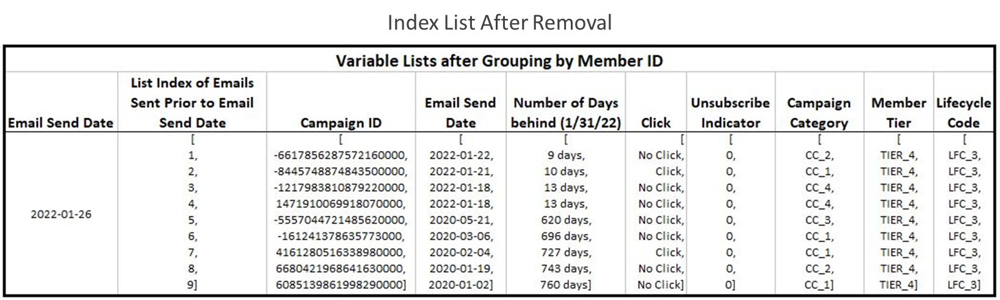 Index List After Removal
Variable Lists after Grouping by Member ID
Email Send Date | List Index of Emails Sent Prior to Email Send Date | Campaign ID | Email Send Date | Number of Days behind (1/31/22) | Click | Unsubscribe Indicator | Campaign Category | Member Tier | Lifecycle Code
[ [ [ [ [ [ [ [ [
1, -6617856287572160000, 2022-01-22, 9 days, No Click, 0, CC_2, TIER_4, LFC_3,
2, -8445748874843500000, 2022-01-21, 10 days, Click, 0, CC_1, TIER_4, LFC_3,
3, -1217983810879220000, 2022-01-18, 13 days, No Click, 0, CC_4, TIER_4, LFC_3,
4, 1471910069918070000, 2022-01-18, 13 days, No Click, 0, CC_4, TIER_4, LFC_3,
2022-01-26
5, -5557044721485620000, 2020-05-21, 620 days, No Click, 0, CC_3, TIER_4, LFC_3,
6, -161241378635773000, 2020-03-06, 696 days, No Click, 0, CC_1, TIER_4, LFC_3,
7, 4161280516338980000, 2020-02-04, 727 days, Click, 0, CC_1, TIER_4, LFC_3,
8, 6680421968641630000, 2020-01-19, 743 days, No Click, 0, CC_2, TIER_4, LFC_3,
9] 6085139861998290000] 2020-01-02] 760 days] No Click] 0] CC_1] TIER_4] LFC_3]